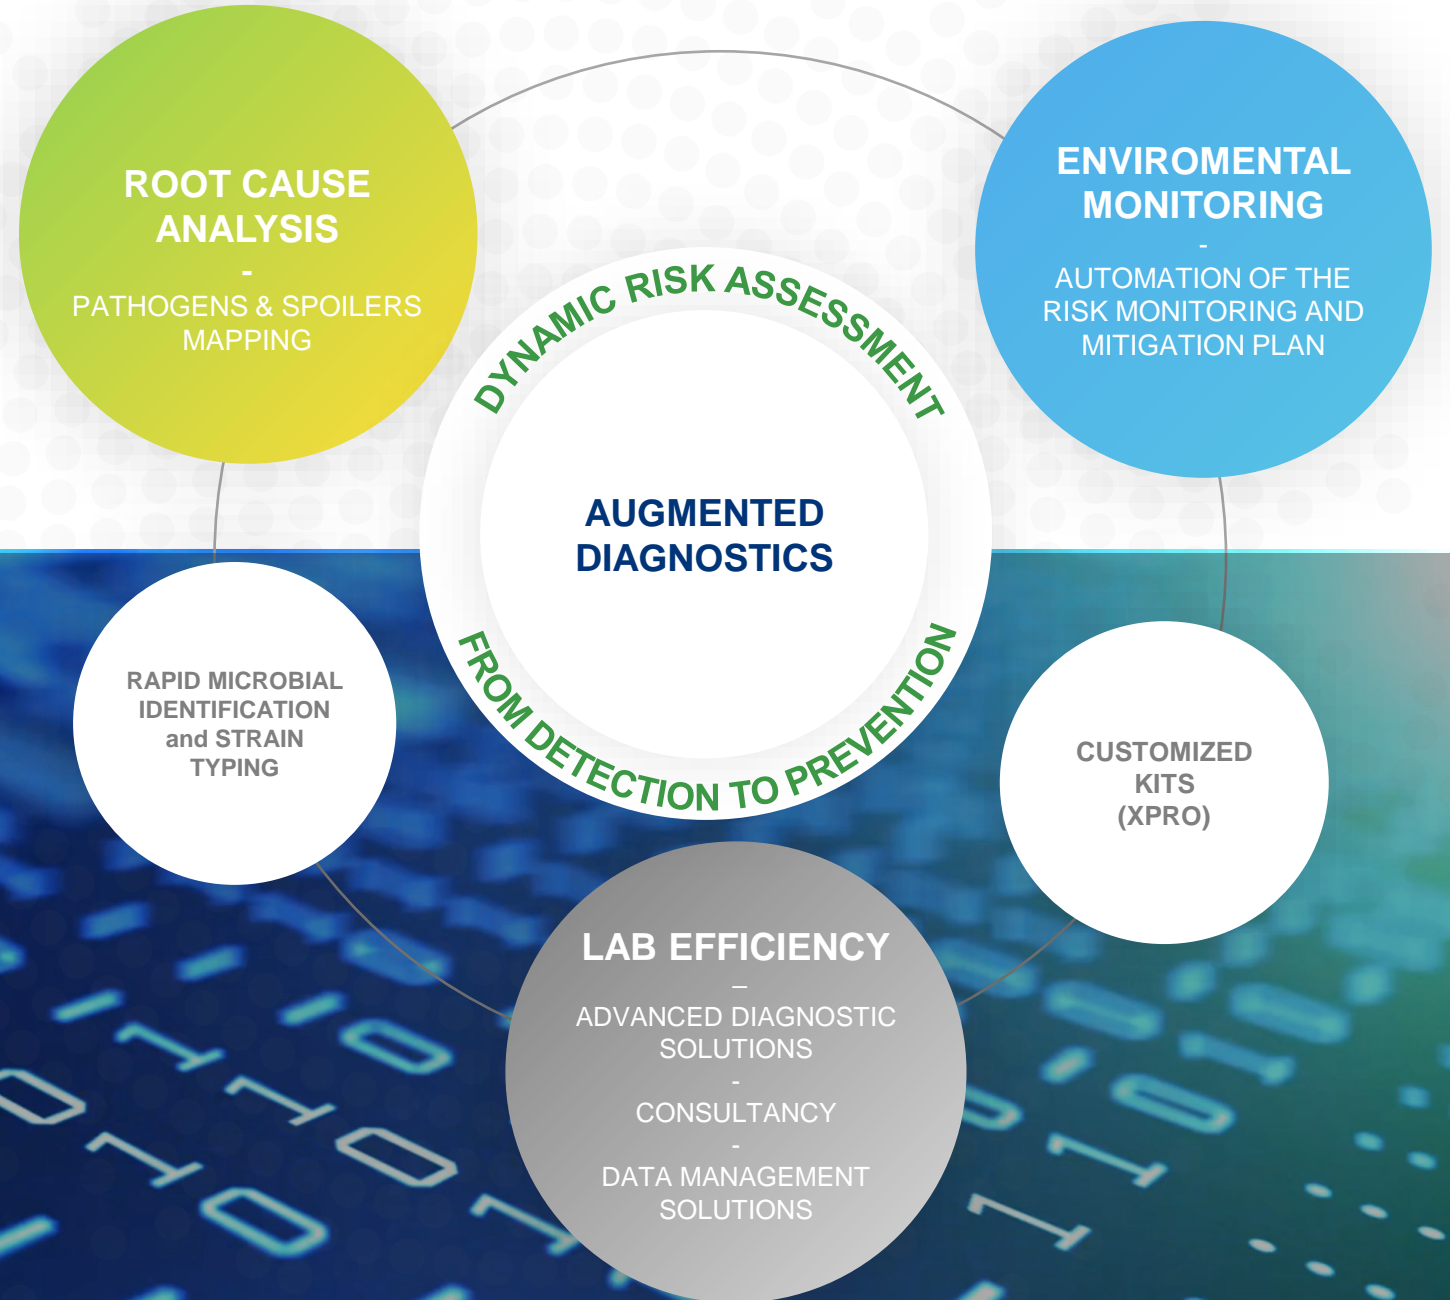 ROOT CAUSE
ANALYSIS
-
PATHOGENS & SPOILERS
MAPPING
ENVIROMENTAL
MONITORING
-
AUTOMATION OF THE
RISK MONITORING AND
MITIGATION PLAN
DYNAMIC RISK ASSESSMENT
AUGMENTED
DIAGNOSTICS
FROM DETECTION TO PREVENTION
RAPID MICROBIAL
IDENTIFICATION
and STRAIN
TYPING
CUSTOMIZED
KITS
(XPRO)
LAB EFFICIENCY
–
ADVANCED DIAGNOSTIC
SOLUTIONS
-
CONSULTANCY
-
DATA MANAGEMENT
SOLUTIONS